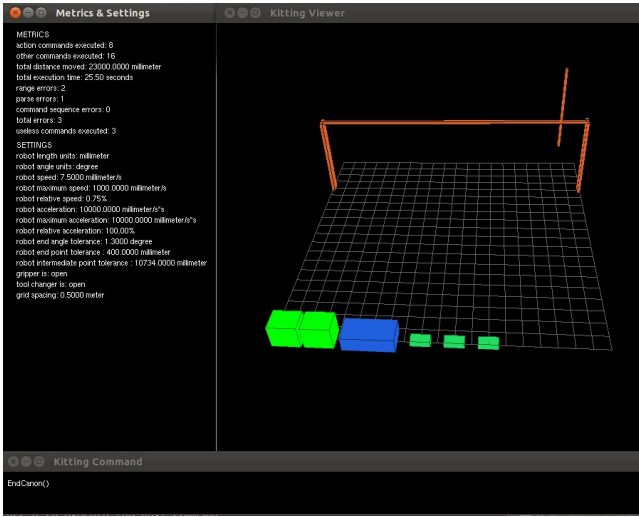 Metrics & Settings
Kitting Viewer
METRICS
action commands executed: 8
other commands executed: 16
total distance moved: 23000.0000 millimeter
total execution time: 25.50 seconds
range errors: 2
parse errors: 1
command sequence errors: 0
total errors: 3
useless commands executed: 3
SETTINGS
robot length units: millimeter
robot angle units: degree
robot speed: 7.5000 millimeter/s
robot maximum speed: 1000.0000 millimeter/s
robot relative speed: 0.75%
robot acceleration: 10000.0000 millimeter/s*s
robot maximum acceleration: 10000.0000 millimeter/s*s
robot relative acceleration: 100.00%
robot end angle tolerance: 1.3000 degree
robot end point tolerance : 400.0000 millimeter
robot intermediate point tolerance : 10734.0000 millimeter
gripper is: open
tool changer is: open
grid spacing: 0.5000 meter
Kitting Command
EndCanon()